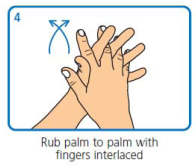 4
Rub palm to palm with
fingers interlaced